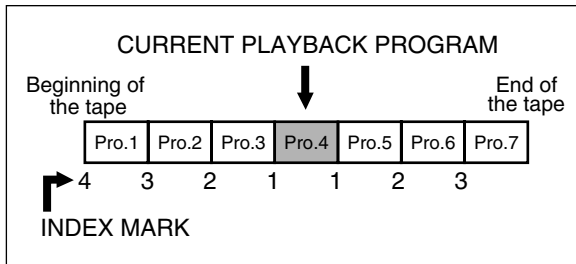 CURRENT PLAYBACK PROGRAM
Beginning of
the tape
End of
the tape
Pro.1 Pro.2 Pro.3 Pro.4 Pro.5 Pro.6 Pro.7
4 3 2 1 1 2 3
INDEX MARK